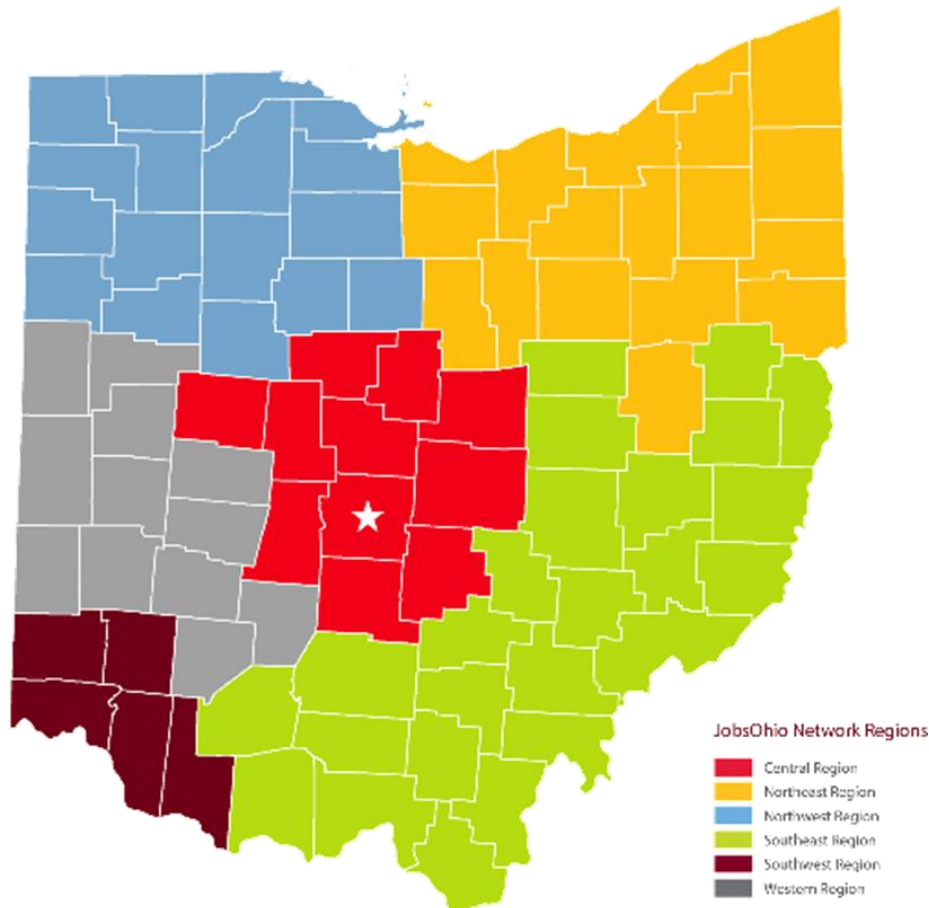 JobsOhio Network Regions
Central Region
Northeast Region
Northwest Region
Southeast Region
Southwest Region
Western Region